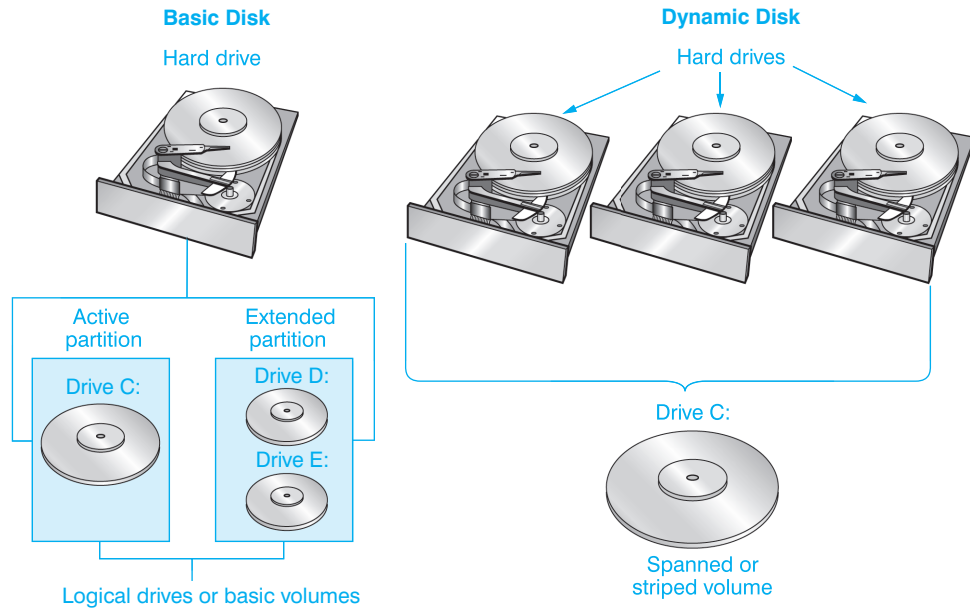 Basic Disk
Hard drive
Active
partition
Extended
partition
Drive C:
Drive D:
Drive E:
Logical drives or basic volumes
Dynamic Disk
Hard drives
Drive C:
Spanned or
striped volume